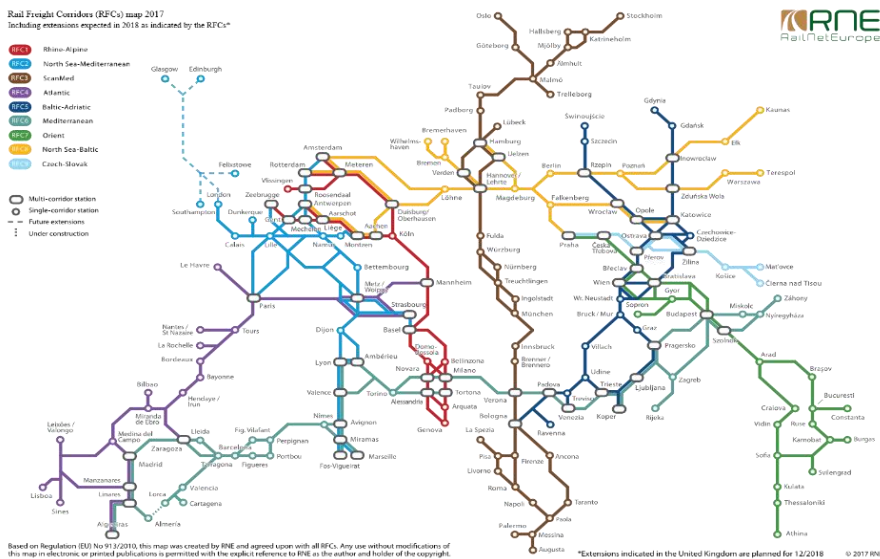 Rail Freight Corridors (RFCs) map 2017
Including extensions expected in 2018 as indicated by the RFCs*
RNE
RailNetEurope
RFC1 Rhine-Alpine
RFC2 North Sea-Mediterranean
RFC3 ScanMed
RFC4 Atlantic
RFC5 Baltic-Adriatic
RFC6 Mediterranean
RFC7 Orient
RFC8 North Sea-Baltic
RFC9 Czech-Slovak
Multi-corridor station
Single-corridor station
Future extensions
Under construction
Oslo
Stockholm
Göteborg
Hallsberg
Mjölby
Katrineholm
Älmhult
Malmö
Trelleborg
Taulov
Padborg
Lübeck
Hamburg
Uelzen
Glasgow
Edinburgh
Felixstowe
London
Southampton
Calais
Dunkerque
Zeebrugge
Gent
Lille
Amsterdam
Rotterdam
Meteren
Vlissingen
Roosendaal
Antwerpen
Aarschot
Mechelen
Liège
Namur
Montzen
Aachen
Duisburg/
Oberhausen
Köln
Wilhelms-
haven
Bremerhaven
Bremen
Verden
Hannover/
Lehrte
Löhne
Magdeburg
Berlin
Falkenberg
Swinoujscie
Szczecin
Rzepin
Poznań
Gdynia
Gdańsk
Inowrocław
Zduńska Wola
Kaunas
Ełk
Terespol
Warszawa
Wrocław
Opole
Katowice
Praha
Česká
Třebová
Ostrava
Czechowice-
Dziedzice
Přerov
Žilina
Košice
Maťovce
Čierna nad Tisou
Břeclav
Wien
Bratislava
Wr. Neustadt
Sopron
Gyor
Bruck / Mur
Budapest
Miskolc
Záhony
Nyíregyháza
Szolnok
Graz
Pragersko
Villach
Udine
Zagreb
Ljubljana
Trieste
Koper
Rijeka
Treviso
Venezia
Padova
Ravenna
Verona
Bologna
Fulda
Würzburg
Nürnberg
Treuchtlingen
Ingolstadt
München
Innsbruck
Brenner /
Brennero
Le Havre
Paris
Bettembourg
Metz /
Woippy
Mannheim
Strasbourg
Basel
Dijon
Lyon
Ambérieu
Valence
Avignon
Miramas
Marseille
Fos-Vigueirat
Nîmes
Domo-
dossola
Bellinzona
Novara
Milano
Torino
Alessandria
Tortona
Arquata
Genova
Nantes /
St Nazaire
Tours
La Rochelle
Bordeaux
Bayonne
Hendaye /
Irun
Bilbao
Miranda
de Ebro
Leixões /
Valongo
Medina del
Campo
Zaragoza
Lleida
Fig. Vilafant
Perpignan
Barcelona
Figueres
Portbou
Tarragona
Madrid
Manzanares
Linares
Lisboa
Sines
Algeciras
Lorca
Valencia
Cartagena
Almería
La Spezia
Pisa
Livorno
Firenze
Ancona
Roma
Napoli
Taranto
Paola
Palermo
Messina
Augusta
Arad
Braşov
Craiova
Bucuresti
Constanta
Vidin
Ruse
Karnobat
Burgas
Sofia
Svilengrad
Kulata
Thessaloniki
Athina
Based on Regulation (EU) No 913/2010, this map was created by RNE and agreed upon with all RFCs. Any use without modifications of
this map in electronic or printed publications is permitted with the explicit reference to RNE as the author and holder of the copyright.
*Extensions indicated in the United Kingdom are planned for 12/2018
© 2017 RNE